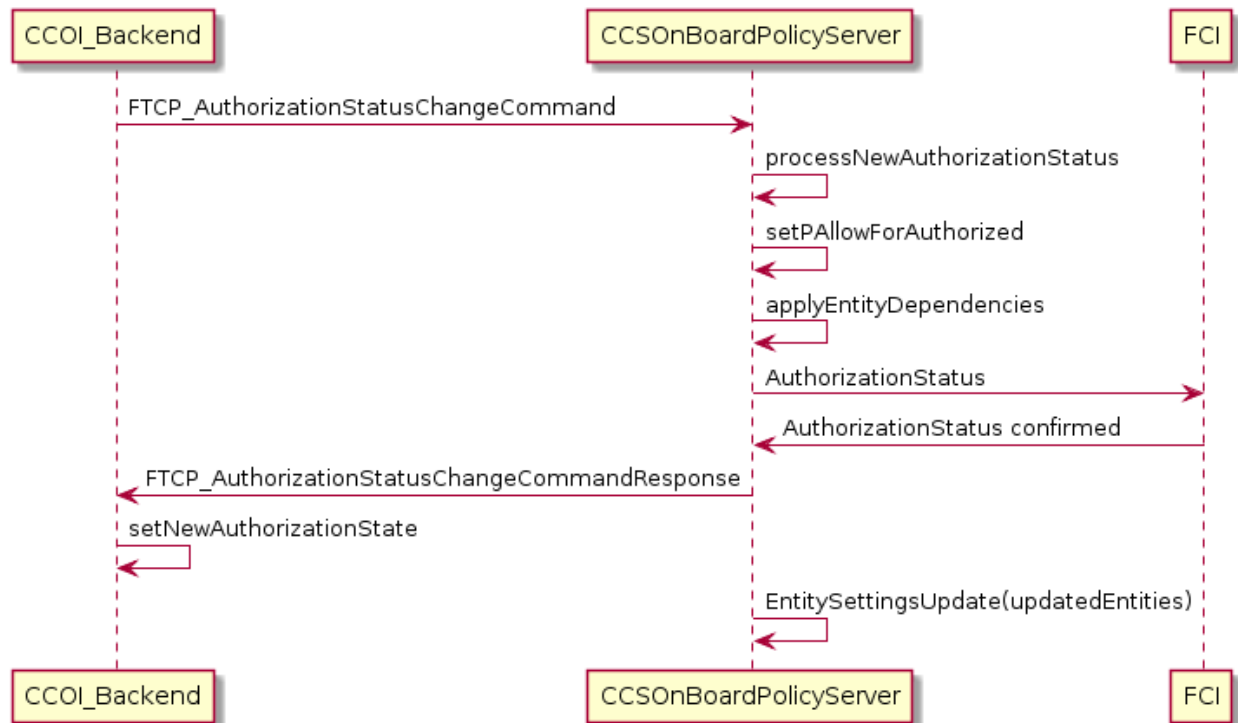 CCOI_Backend
CCSOnBoardPolicyServer
FCI
FTCP_AuthorizationStatusChangeCommand
processNewAuthorizationStatus
setPAllowForAuthorized
applyEntityDependencies
AuthorizationStatus
AuthorizationStatus confirmed
FTCP_AuthorizationStatusChangeCommandResponse
setNewAuthorizationState
EntitySettingsUpdate(updatedEntities)
CCOI_Backend
CCSOnBoardPolicyServer
FCI